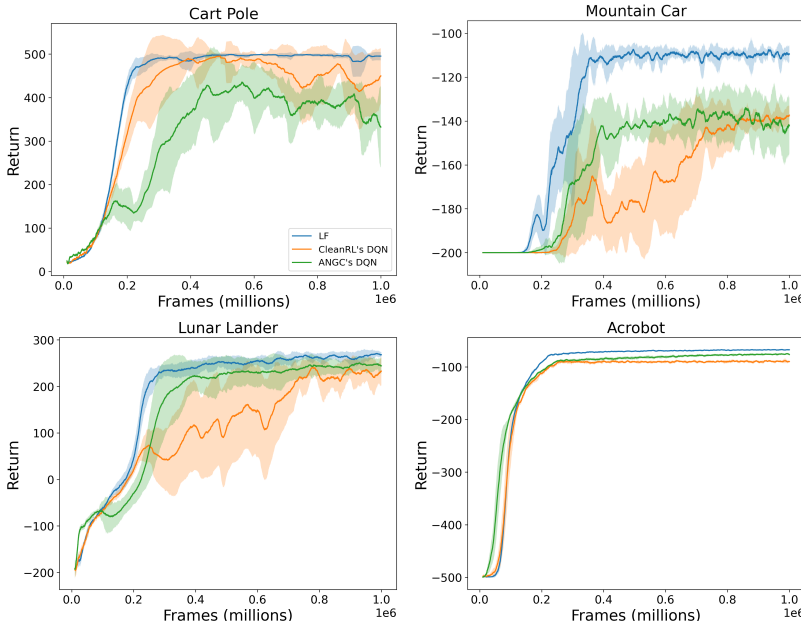 Cart Pole
500
400
300
200
100
0
Return
0.0 0.2 0.4 0.6 0.8 1.0
1e6
Frames (millions)
LF
CleanRL's DQN
ANGC's DQN
Mountain Car
−100
−120
−140
−160
−180
−200
Return
0.0 0.2 0.4 0.6 0.8 1.0
1e6
Frames (millions)
Lunar Lander
300
200
100
0
−100
−200
Return
0.0 0.2 0.4 0.6 0.8 1.0
1e6
Frames (millions)
Acrobot
−100
−200
−300
−400
−500
Return
0.0 0.2 0.4 0.6 0.8 1.0
1e6
Frames (millions)